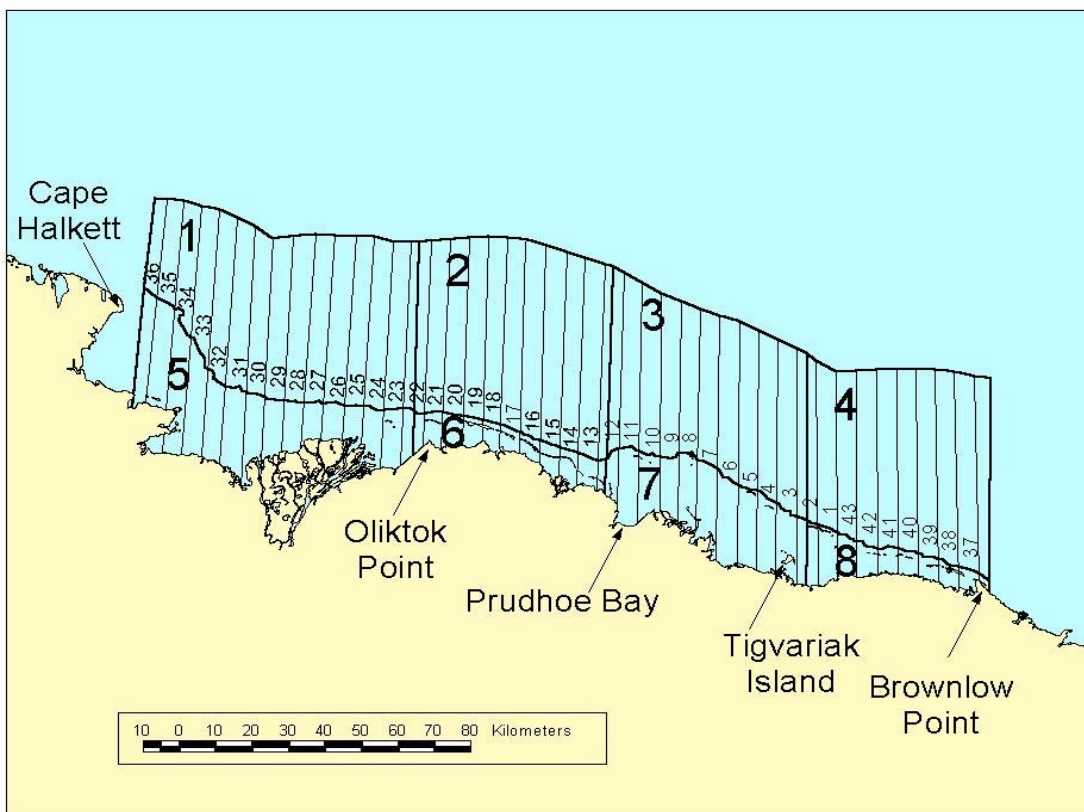 Cape
Halkett
1
2
3
4
36 35 34 33 32 31 30 29 28 27 26 25 24 23 22 21 20 19 18 17 16 15 14 13 12 11 10 9 8 7 6 5 4 3 2 1 43 42 41 40 39 38 37
5
6
7
8
Oliktok
Point
Prudhoe Bay
Tigvariak
Island
Brownlow
Point
10 0 10 20 30 40 50 60 70 80 Kilometers